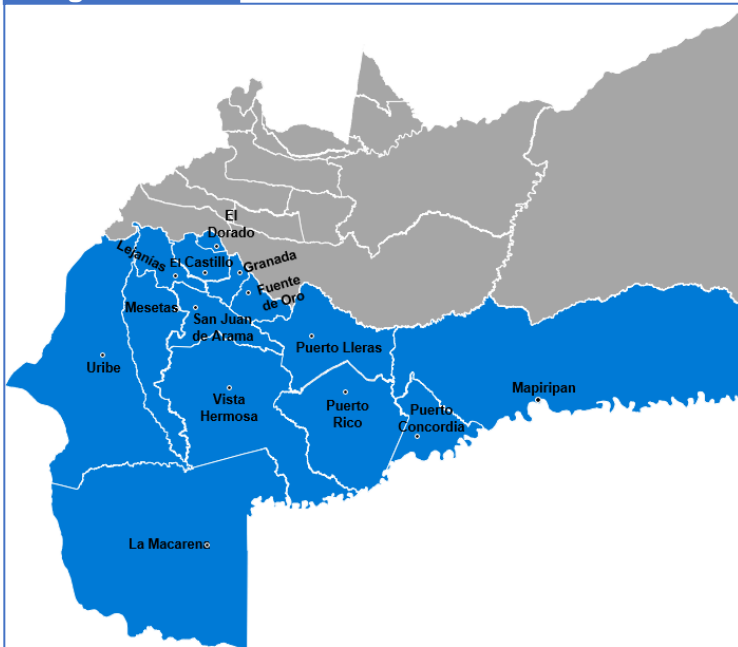 El
Dorado
Lejanías
El Castillo
Granada
Fuente
de Oro
Mesetas
San Juan
de Arama
Puerto Lleras
Uribe
Vista
Hermosa
Puerto
Rico
Puerto
Concordia
Mapiripan
La Macarena